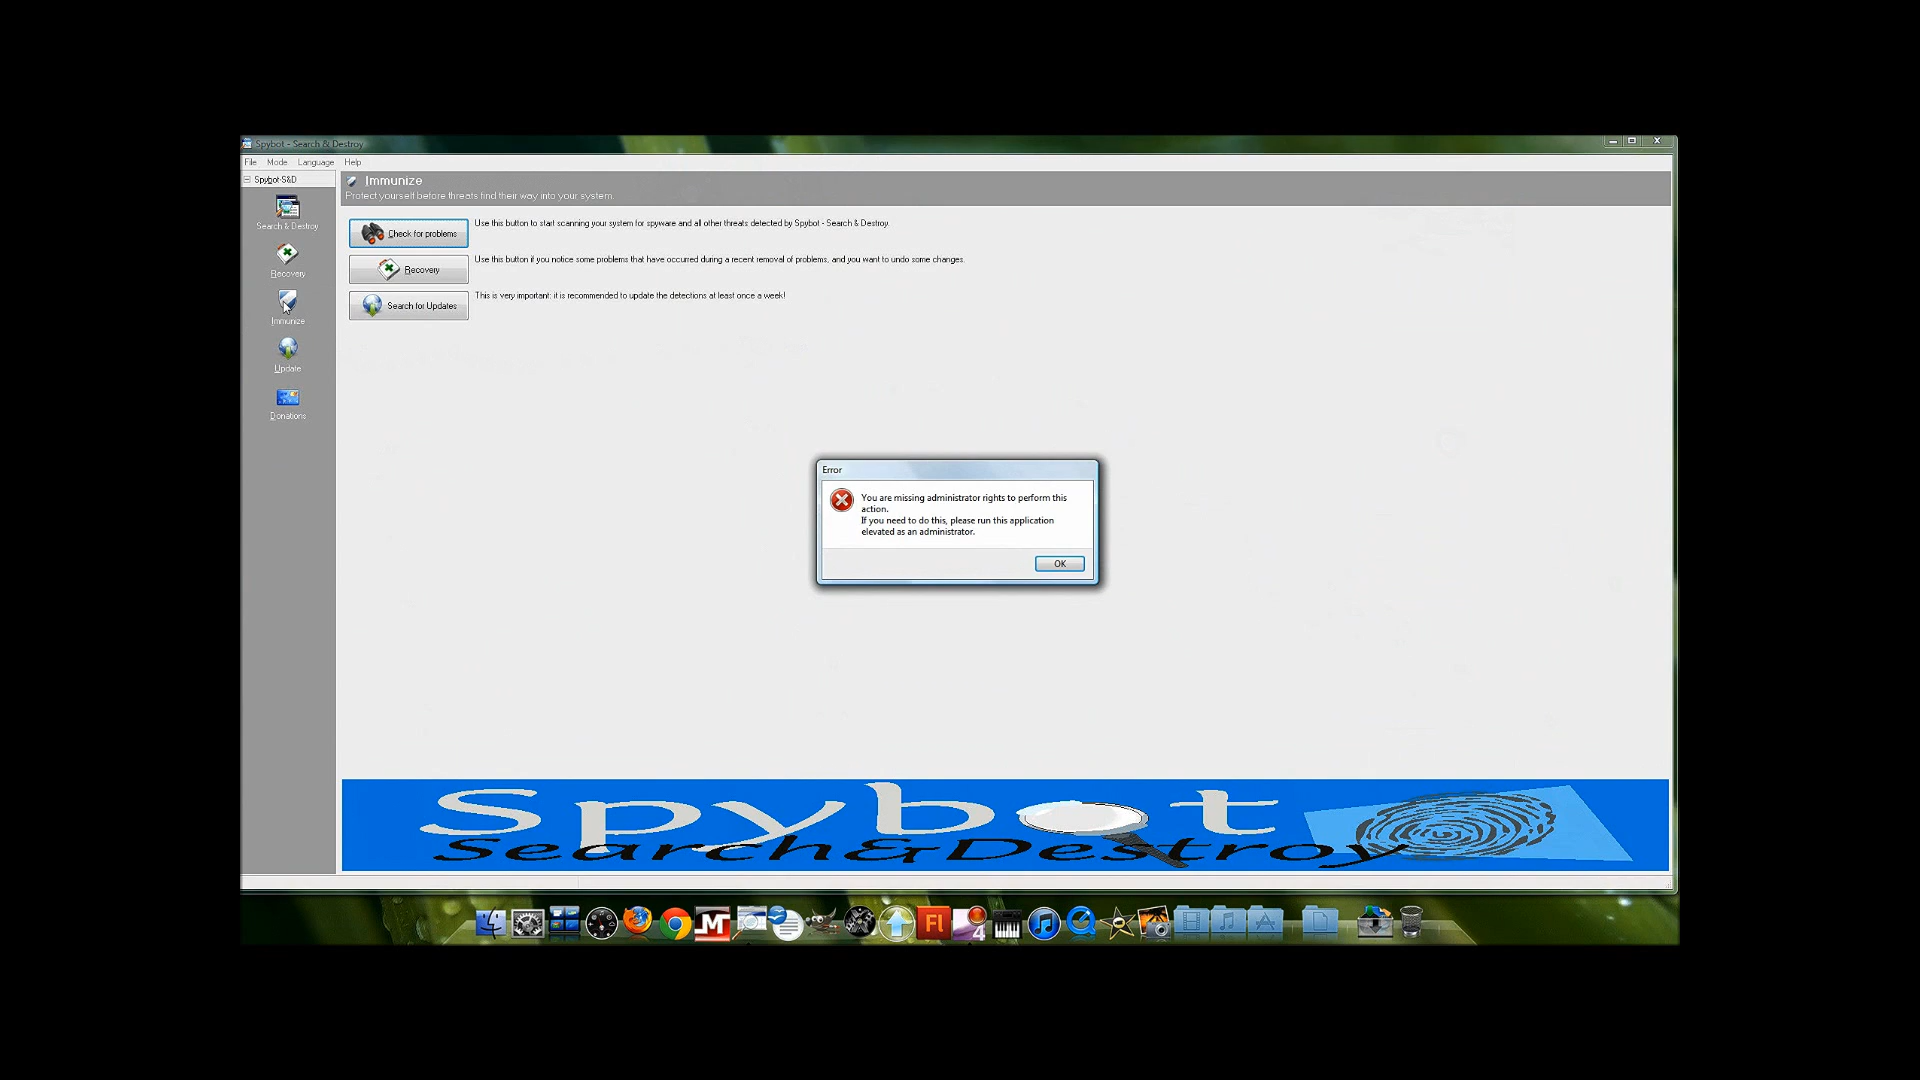 Spybot - Search & Destroy
File Mode Language Help
Spybot-S&D
Search & Destroy
Recovery
Immunize
Update
Donations
Immunize
Protect yourself before threats find their way into your system.
Check for problems
Use this button to start scanning your system for spyware and all other threats detected by Spybot - Search & Destroy.
Recovery
Use this button if you notice some problems that have occurred during a recent removal of problems, and you want to undo some changes.
Search for Updates
This is very important: it is recommended to update the detections at least once a week!
Error
You are missing administrator rights to perform this
action.
If you need to do this, please run this application
elevated as an administrator.
OK
Spybot
Search&Destroy
M
Fl
4